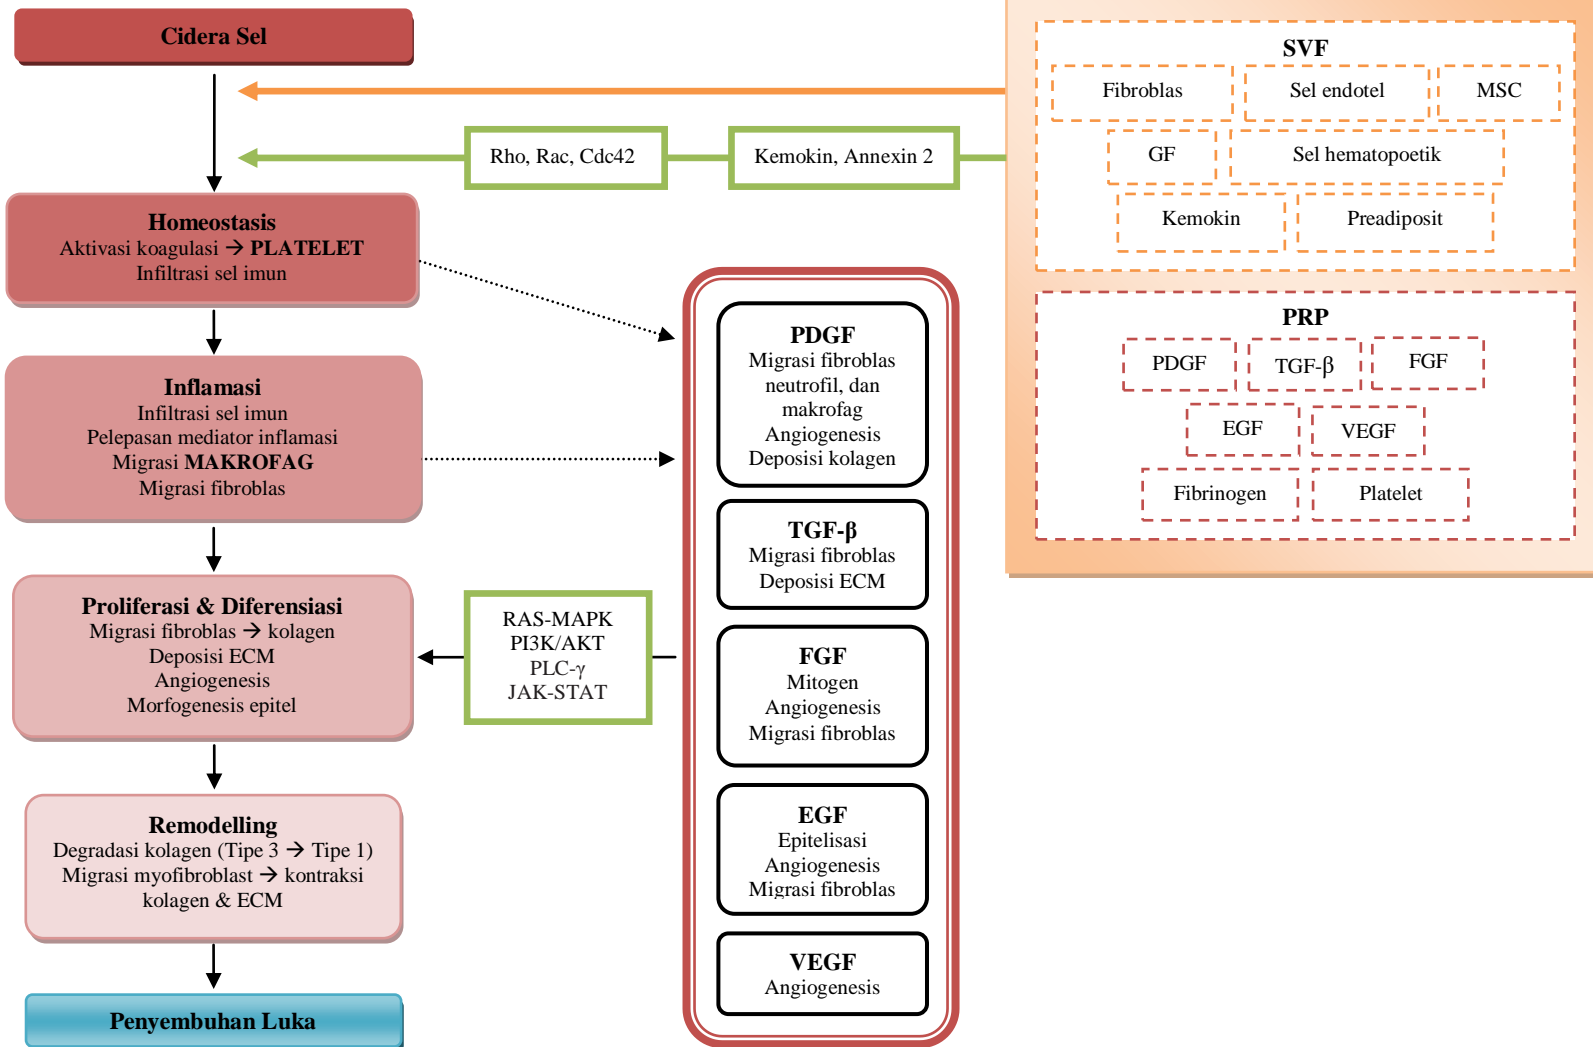 Cidera Sel
Rho, Rac, Cdc42
Kemokin, Annexin 2
Homeostasis
Aktivasi koagulasi → PLATELET
Infiltrasi sel imun
Inflamasi
Infiltrasi sel imun
Pelepasan mediator inflamasi
Migrasi MAKROFAG
Migrasi fibroblas
Proliferasi & Diferensiasi
Migrasi fibroblas → kolagen
Deposisi ECM
Angiogenesis
Morfogenesis epitel
Remodelling
Degradasi kolagen (Tipe 3 → Tipe 1)
Migrasi myofibroblast → kontraksi
kolagen & ECM
Penyembuhan Luka
RAS-MAPK
PI3K/AKT
PLC-γ
JAK-STAT
PDGF
Migrasi fibroblas
neutrofil, dan
makrofag
Angiogenesis
Deposisi kolagen
TGF-β
Migrasi fibroblas
Deposisi ECM
FGF
Mitogen
Angiogenesis
Migrasi fibroblas
EGF
Epitelisasi
Angiogenesis
Migrasi fibroblas
VEGF
Angiogenesis
SVF
Fibroblas
Sel endotel
MSC
GF
Sel hematopoetik
Kemokin
Preadiposit
PRP
PDGF
TGF-β
FGF
EGF
VEGF
Fibrinogen
Platelet